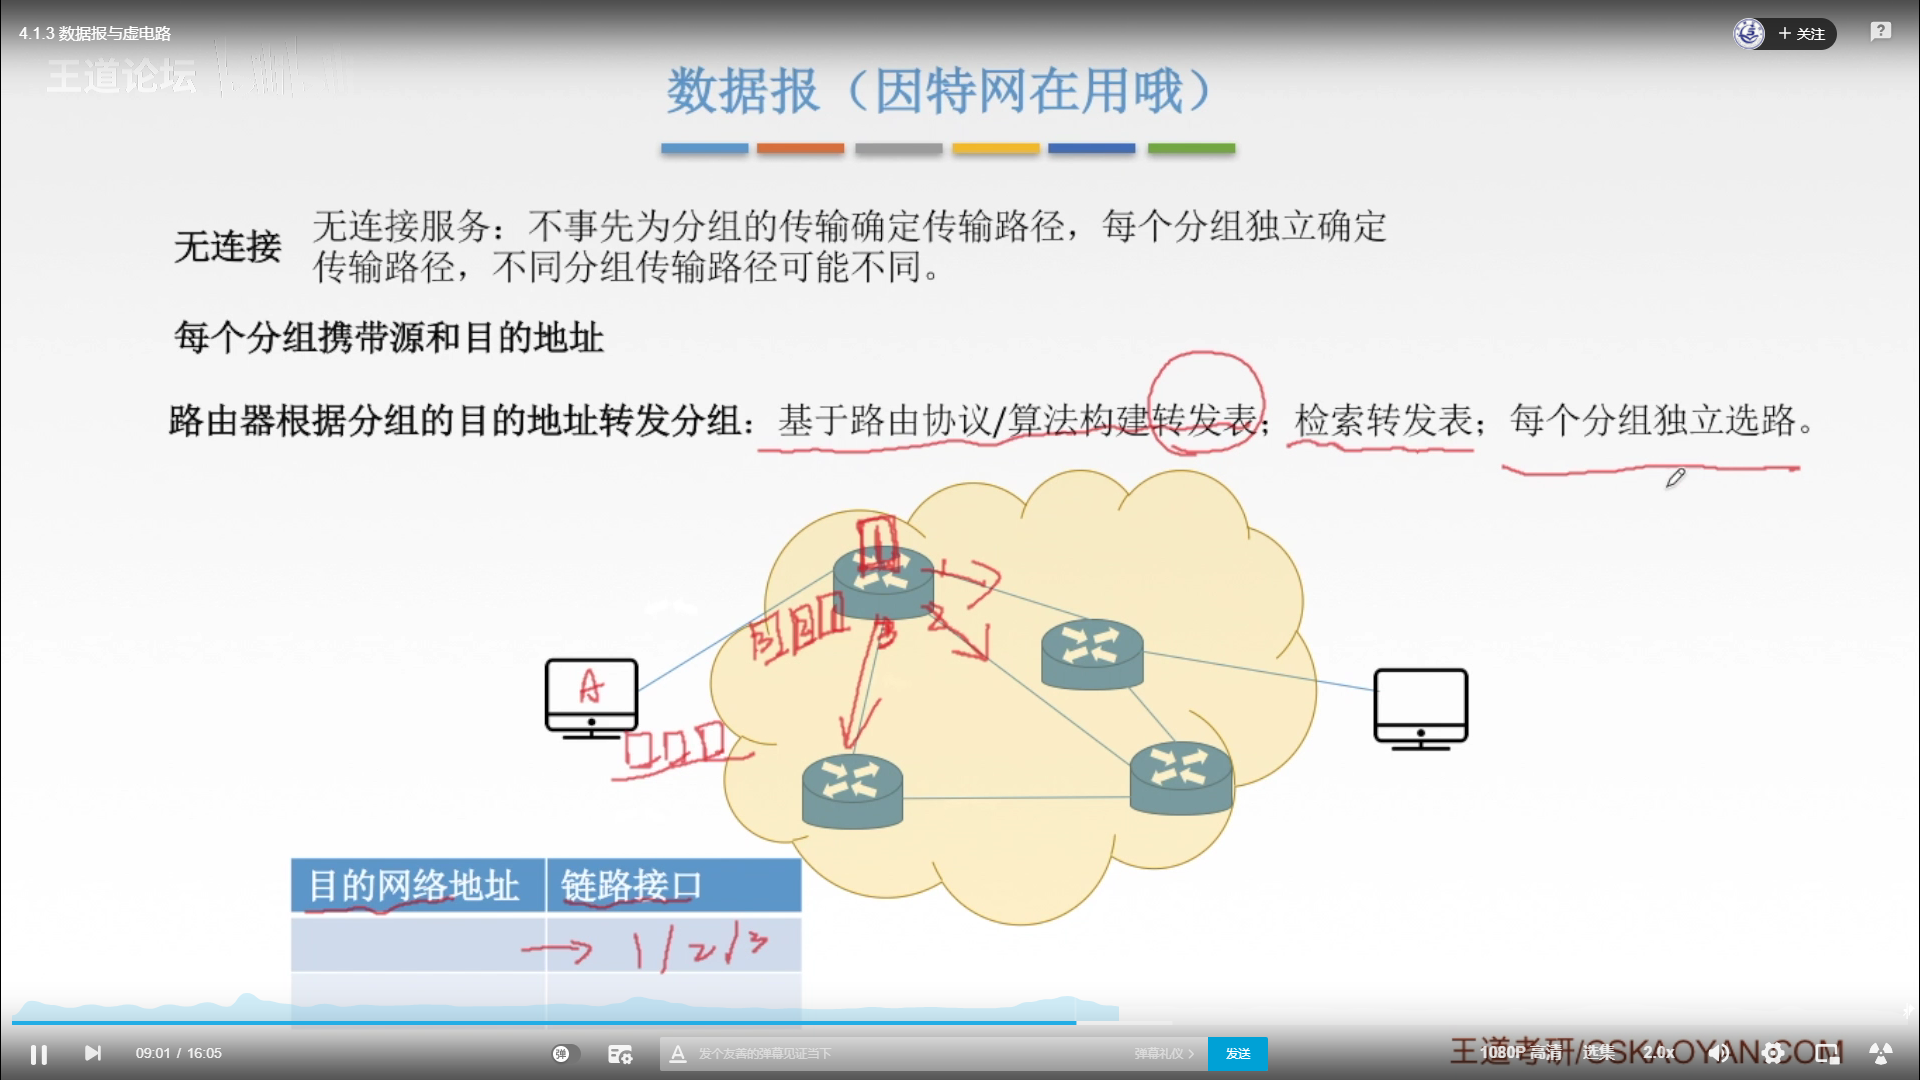 4.1.3 数据报与虚电路
关注
王道论坛
数据报（因特网在用哦）
无连接
无连接服务：不事先为分组的传输确定传输路径，每个分组独立确定
传输路径，不同分组传输路径可能不同。
每个分组携带源和目的地址
路由器根据分组的目的地址转发分组：基于路由协议/算法构建转发表；检索转发表；每个分组独立选路。
1
1
3 2 1
3
2
A
目的网络地址 链路接口
→ 1/2/3
09:01 / 16:05
弹
发个友善的弹幕见证当下
弹幕礼仪
发送
王道考研/CSKAOYAN.COM
1080P 高清
选集
2.0x